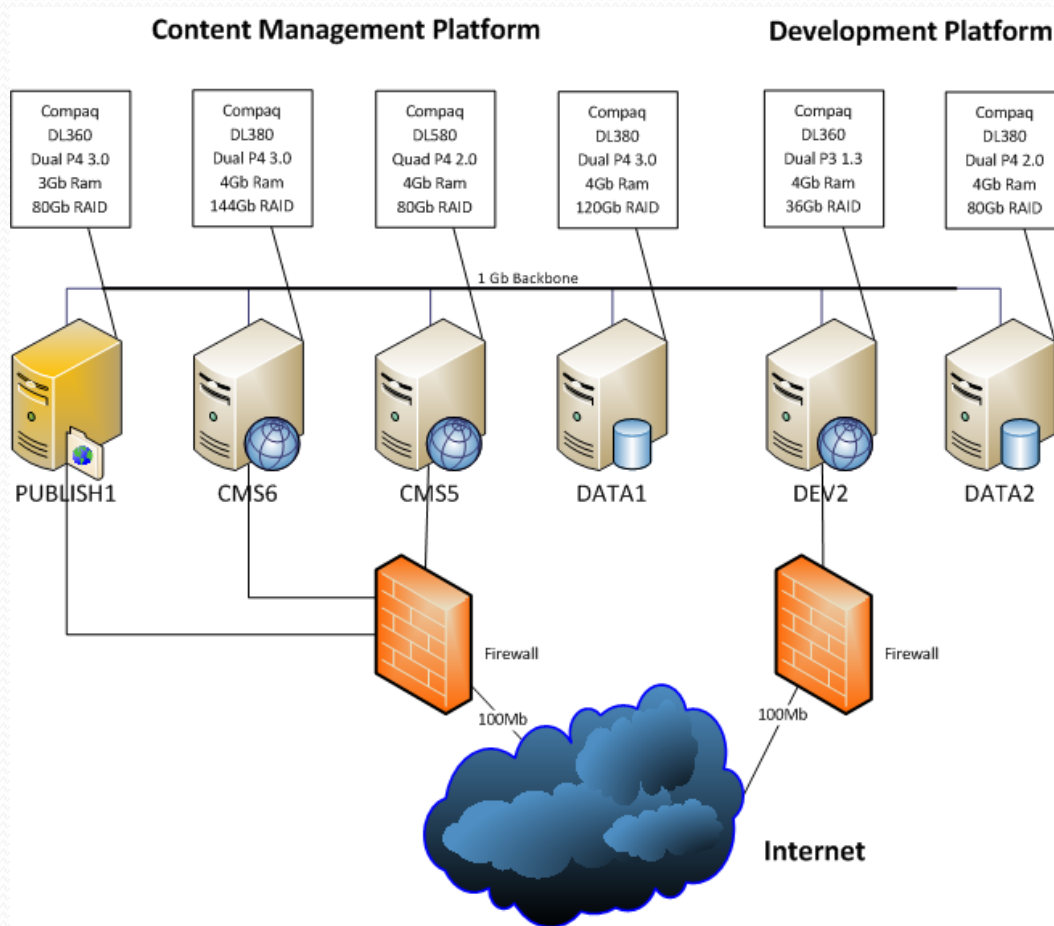 Content Management Platform
Development Platform
Compaq
DL360
Dual P4 3.0
3Gb Ram
80Gb RAID
Compaq
DL380
Dual P4 3.0
4Gb Ram
144Gb RAID
Compaq
DL580
Quad P4 2.0
4Gb Ram
80Gb RAID
Compaq
DL380
Dual P4 3.0
4Gb Ram
120Gb RAID
Compaq
DL360
Dual P3 1.3
4Gb Ram
36Gb RAID
Compaq
DL380
Dual P4 2.0
4Gb Ram
80Gb RAID
1 Gb Backbone
PUBLISH1
CMS6
CMS5
DATA1
DEV2
DATA2
Firewall
Firewall
100Mb
100Mb
Internet